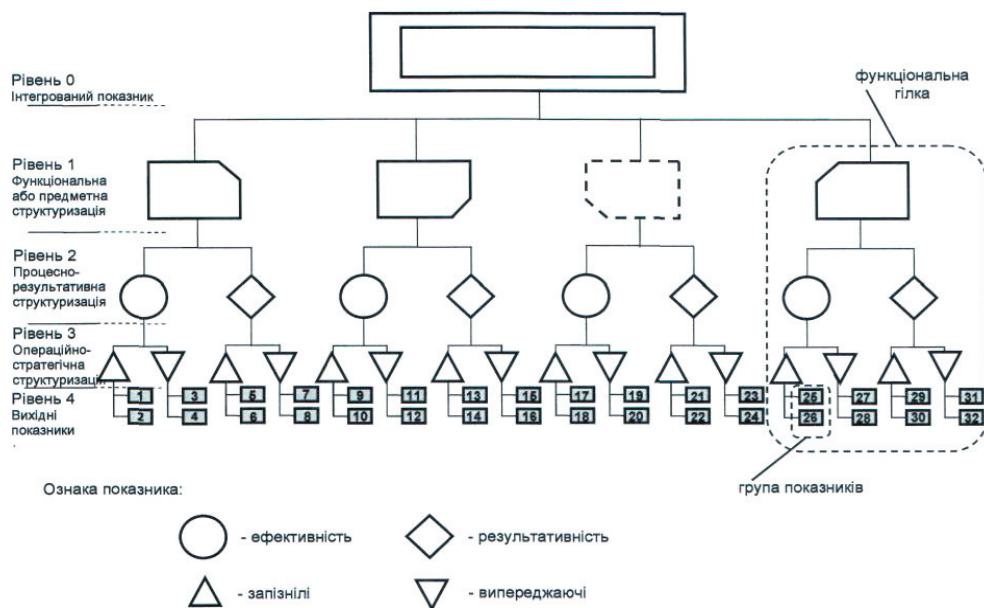 Рівень 0
Інтегрований показник
функціональна
гілка
Рівень 1
Функціональна
або предметна
структуризація
Рівень 2
Процесно-
результативна
структуризація
Рівень 3
Операційно-
стратегічна
структуризація
Рівень 4
Вихідні
показники
1 3 5 7 9 11 13 15 17 19 21 23 25 27 29 31
2 4 6 8 10 12 14 16 18 20 22 24 26 28 30 32
група показників
Ознака показника:
- ефективність
- результативність
- запізнілі
- випереджаючі